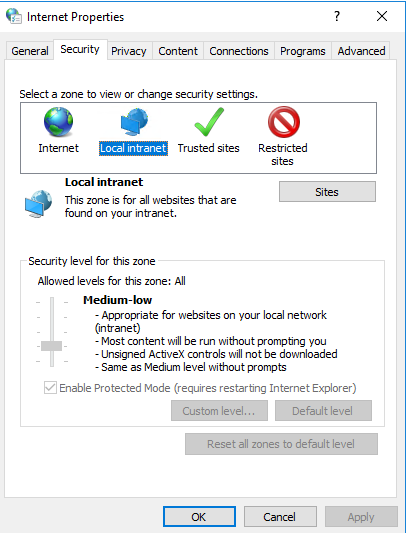 Internet Properties
?
General Security Privacy Content Connections Programs Advanced
Select a zone to view or change security settings.
Internet Local intranet Trusted sites Restricted
sites
Local intranet
Sites
This zone is for all websites that are
found on your intranet.
Security level for this zone
Allowed levels for this zone: All
Medium-low
- Appropriate for websites on your local network
(intranet)
- Most content will be run without prompting you
- Unsigned ActiveX controls will not be downloaded
- Same as Medium level without prompts
Enable Protected Mode (requires restarting Internet Explorer)
Custom level... Default level
Reset all zones to default level
OK Cancel Apply